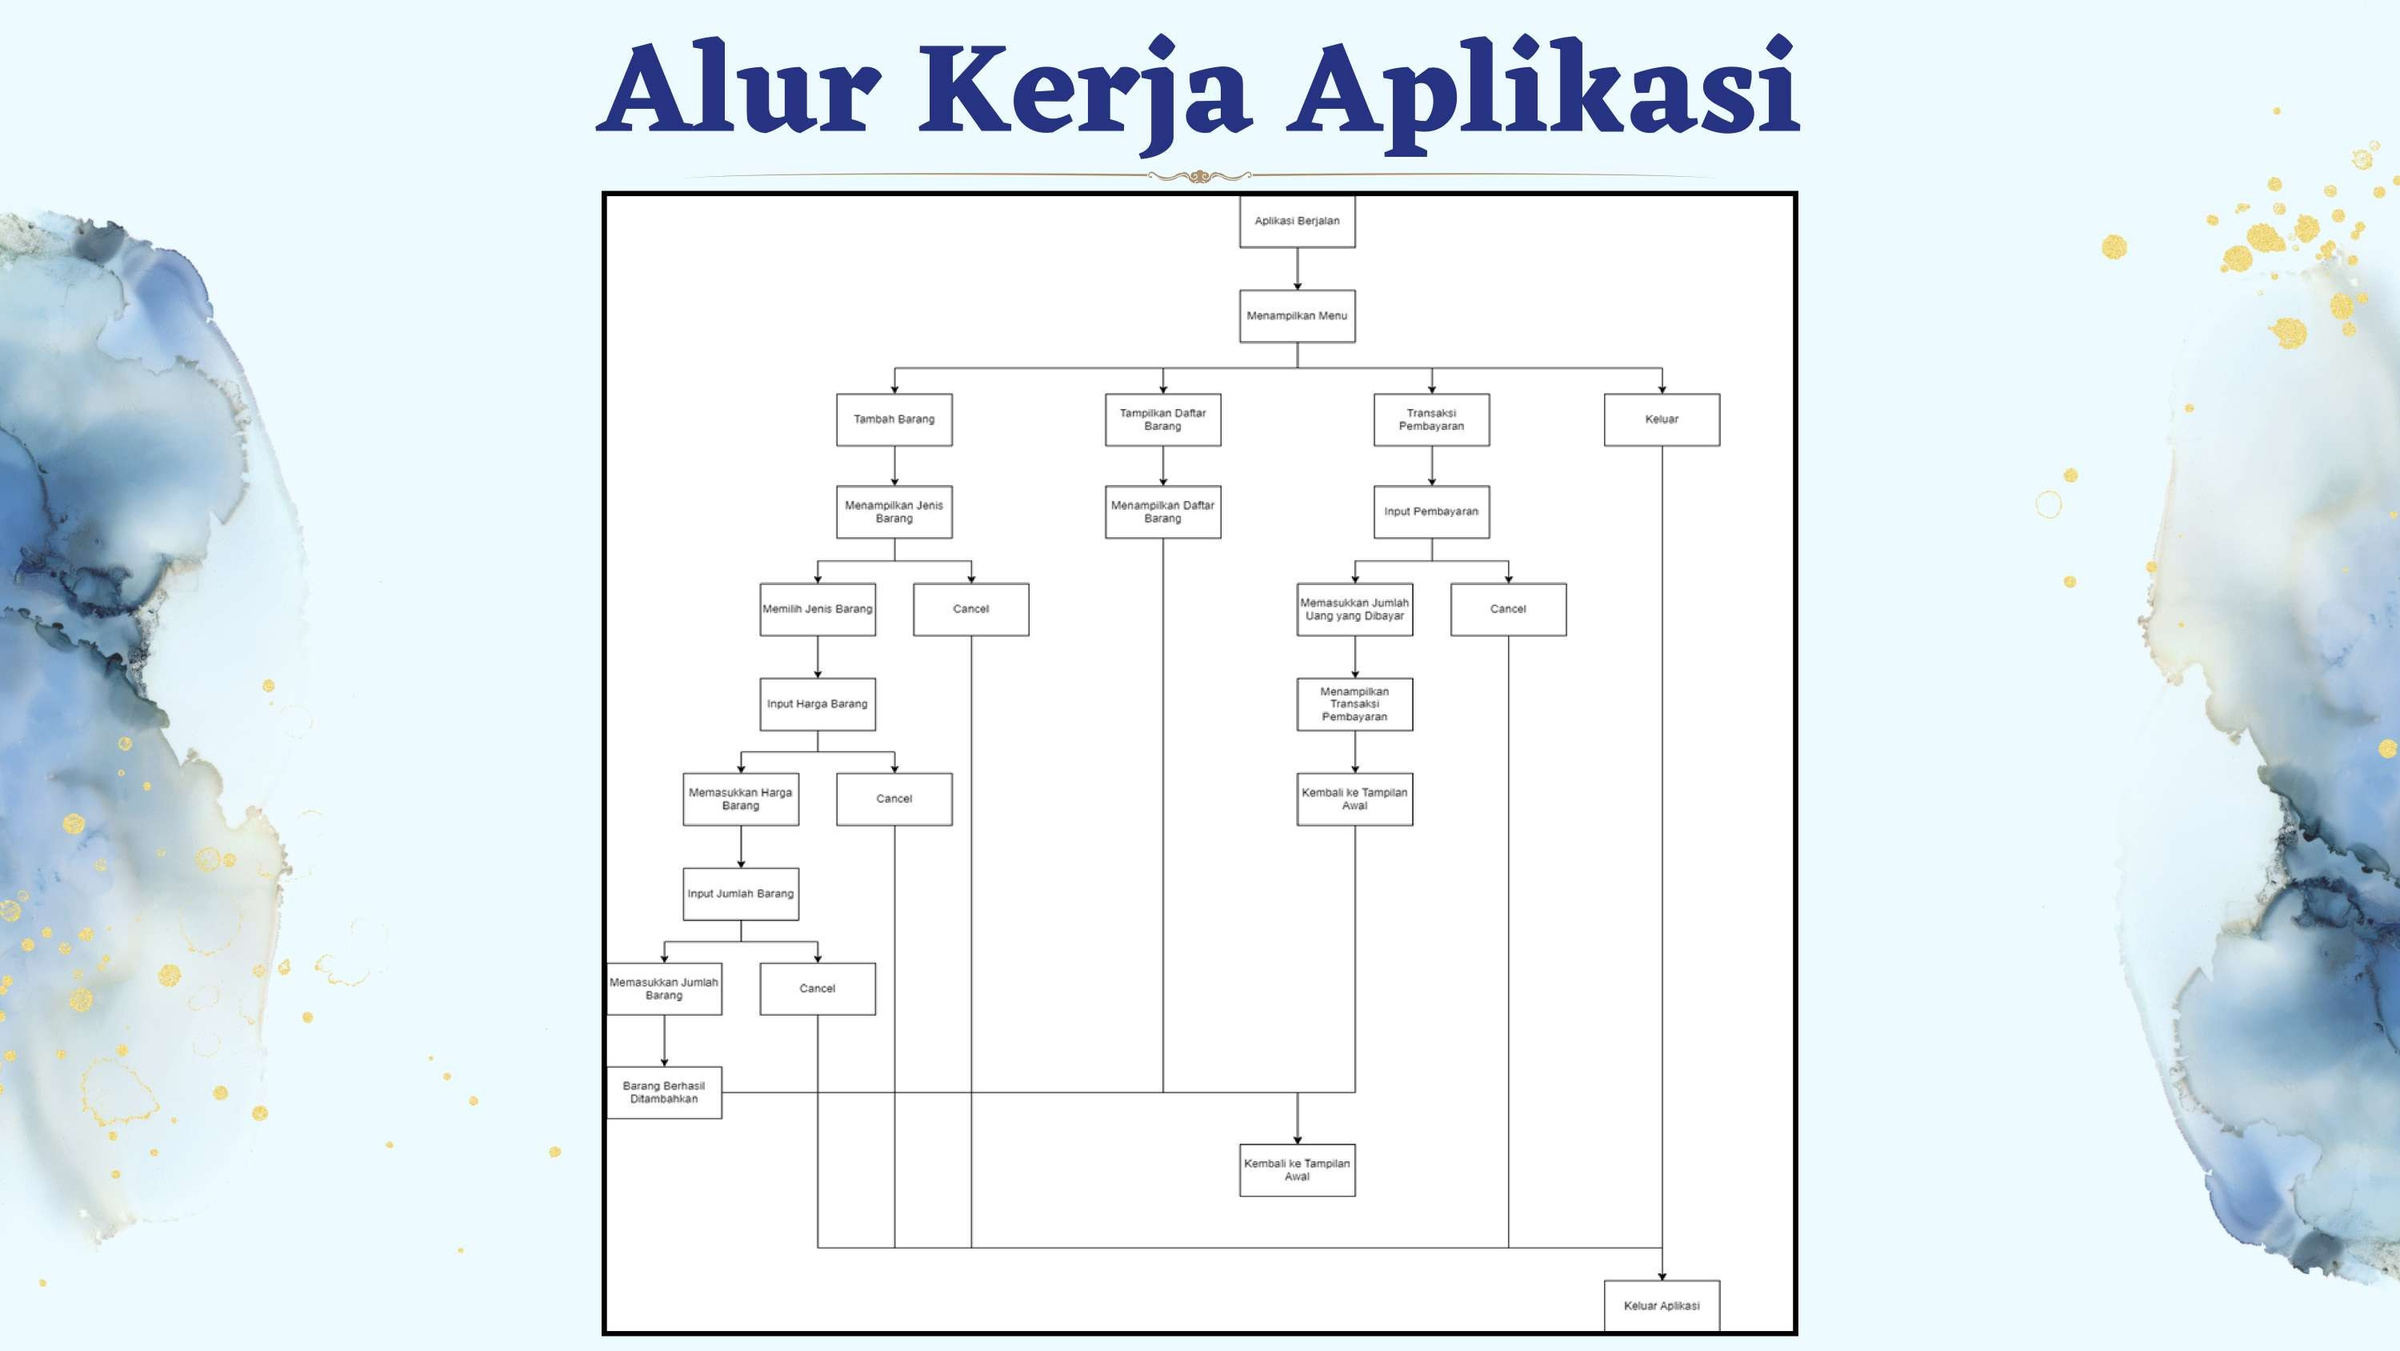 Alur Kerja Aplikasi
Aplikasi Berjalan
Menampilkan Menu
Tambah Barang
Tampilkan Daftar
Barang
Transaksi
Pembayaran
Keluar
Menampilkan Jenis
Barang
Menampilkan Daftar
Barang
Input Pembayaran
Memilih Jenis Barang
Cancel
Memasukkan Jumlah
Uang yang Dibayar
Cancel
Input Harga Barang
Menampilkan
Transaksi
Pembayaran
Memasukkan Harga
Barang
Cancel
Kembali ke Tampilan
Awal
Input Jumlah Barang
Memasukkan Jumlah
Barang
Cancel
Barang Berhasil
Ditambahkan
Kembali ke Tampilan
Awal
Keluar Aplikasi